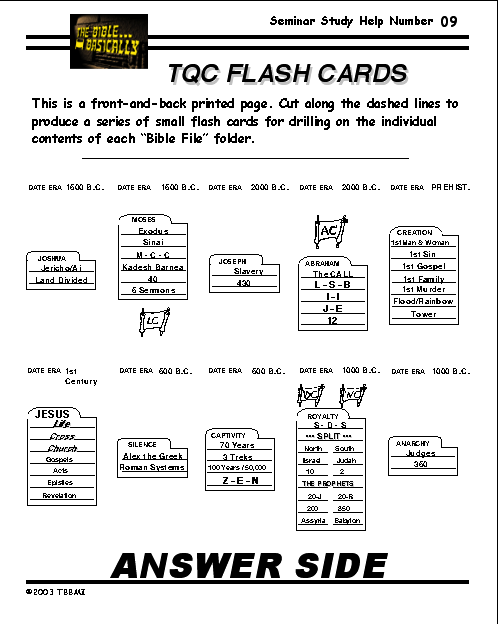 THE BIBLE...
BASICALLY
Seminar Study Help Number 09
TQC FLASH CARDS
This is a front-and-back printed page. Cut along the dashed lines to
produce a series of small flash cards for drilling on the individual
contents of each "Bible File" folder.
DATE ERA 1500 B.C.
DATE ERA 1500 B.C.
DATE ERA 2000 B.C.
DATE ERA 2000 B.C.
DATE ERA PREHIST.
JOSHUA
Jericho/Ai
Land Divided
MOSES
Exodus
Sinai
M - C - C
Kadesh Barnea
40
6 Sermons
LC
JOSEPH
Slavery
430
AC
ABRAHAM
The CALL
L - S - B
I - I
J - E
12
CREATION
1st Man & Woman
1st Sin
1st Gospel
1st Family
1st Murder
Flood/Rainbow
Tower
DATE ERA 1st
Century
DATE ERA 500 B.C.
DATE ERA 500 B.C.
DATE ERA 1000 B.C.
DATE ERA 1000 B.C.
JESUS
Life
Cross
Church
Gospels
Acts
Epistles
Revelation
SILENCE
Alex the Greek
Roman Systems
CAPTIVITY
70 Years
3 Treks
100 Years / 50,000
Z - E - N
DC NC
ROYALTY
S - D - S
••• SPLIT •••
North South
Israel Judah
10 2
THE PROPHETS
20-J 20-R
200 350
Assyria Babylon
ANARCHY
Judges
350
ANSWER SIDE
©2003 TBBMI